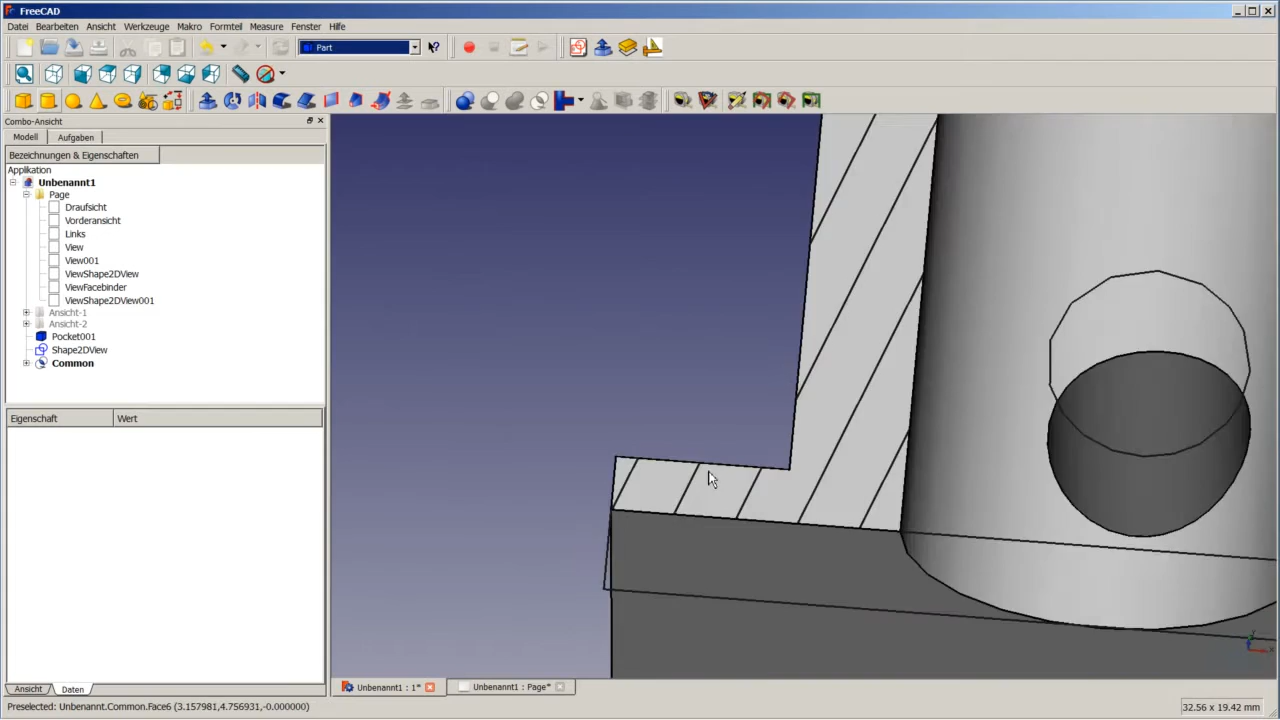 FreeCAD
Datei Bearbeiten Ansicht Werkzeuge Makro Fenster Formteil Measure Fenster Hilfe
Part
Combo-Ansicht
Modell Aufgaben
Bezeichnungen & Eigenschaften
Applikation
Unbenannt1
Page
Draufsicht
Vorderansicht
Links
View
View001
ViewShape2DView
ViewFacebinder
ViewShape2DView001
Ansicht-1
Ansicht-2
Pocket001
Shape2DView
Common
Eigenschaft Wert
Ansicht Daten
Unbenannt1 : 1* Unbenannt1 : Page*
Preselected: Unbenannt.Common.Face6 (3.157981,4.756931,-0.000000) 32.56 x 19.42 mm